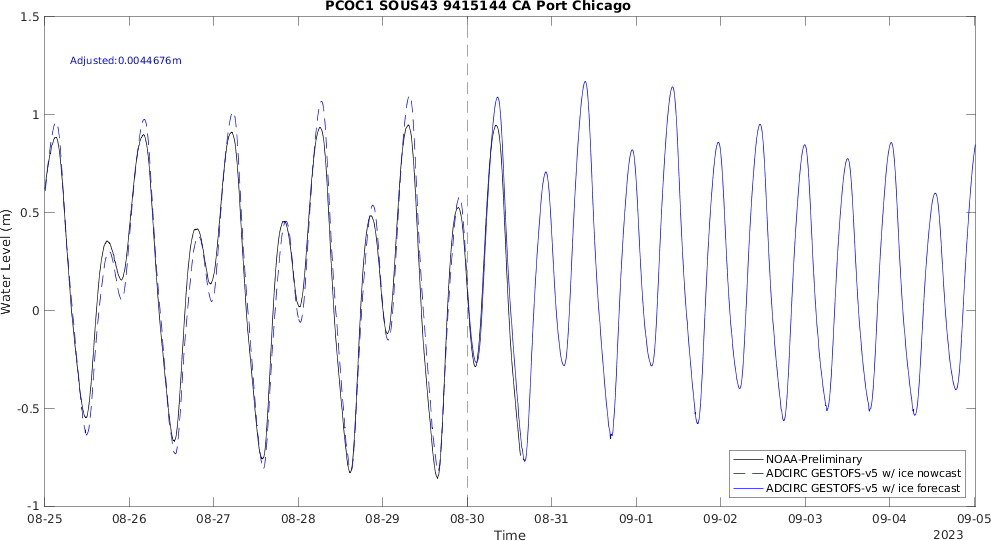 PCOC1 SOUS43 9415144 CA Port Chicago
Adjusted:0.0044676m
Water Level (m)
1.5
1
0.5
0
-0.5
-1
NOAA-Preliminary
ADCIRC GESTOFS-v5 w/ ice nowcast
ADCIRC GESTOFS-v5 w/ ice forecast
08-25 08-26 08-27 08-28 08-29 08-30 08-31 09-01 09-02 09-03 09-04 09-05
Time
2023